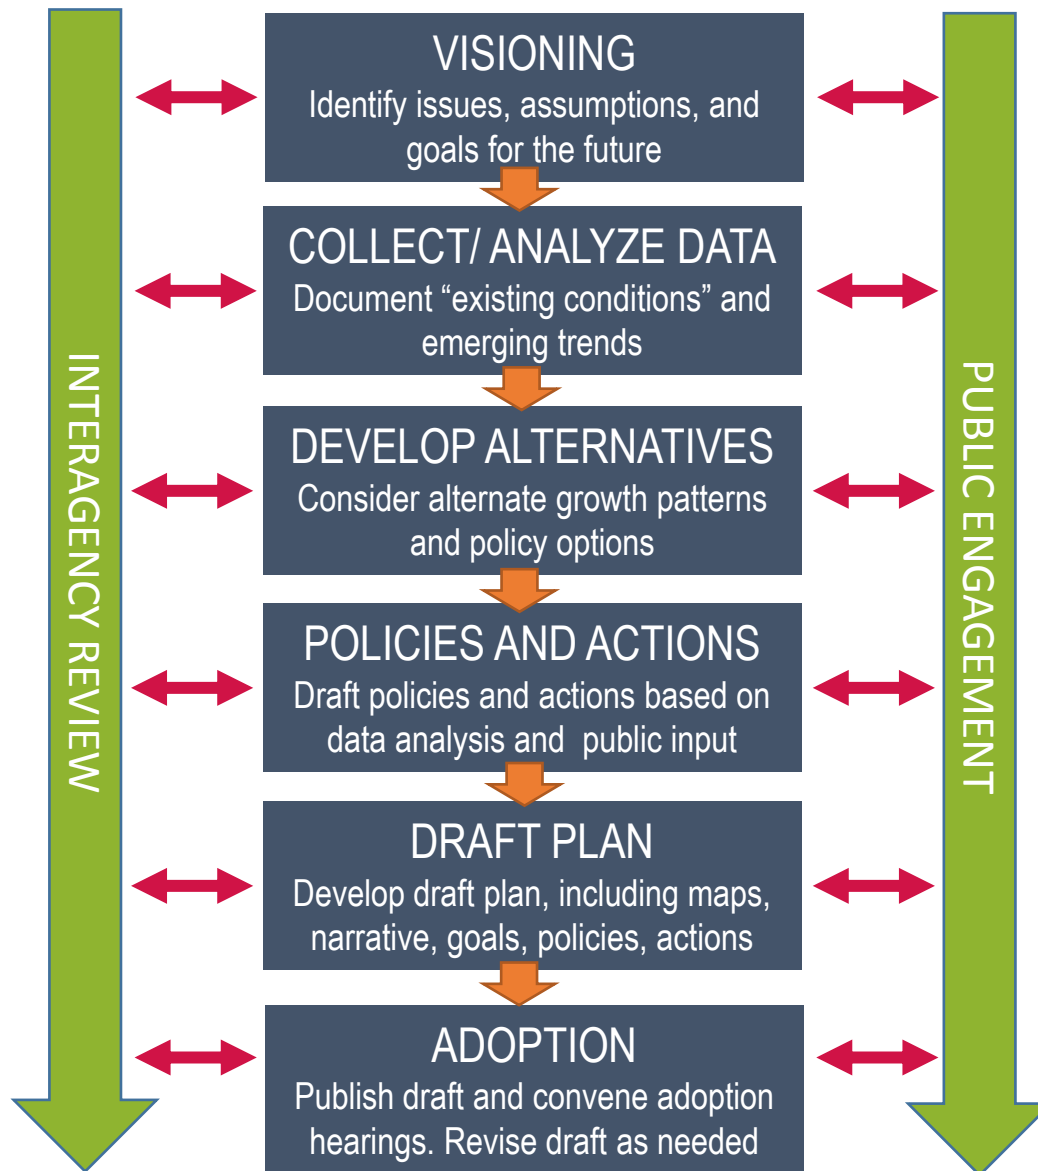 VISIONING
Identify issues, assumptions, and
goals for the future
COLLECT/ ANALYZE DATA
Document “existing conditions” and
emerging trends
DEVELOP ALTERNATIVES
Consider alternate growth patterns
and policy options
POLICIES AND ACTIONS
Draft policies and actions based on
data analysis and  public input
DRAFT PLAN
Develop draft plan, including maps,
narrative, goals, policies, actions
ADOPTION
Publish draft and convene adoption
hearings. Revise draft as needed
INTERAGENCY REVIEW
PUBLIC ENGAGEMENT